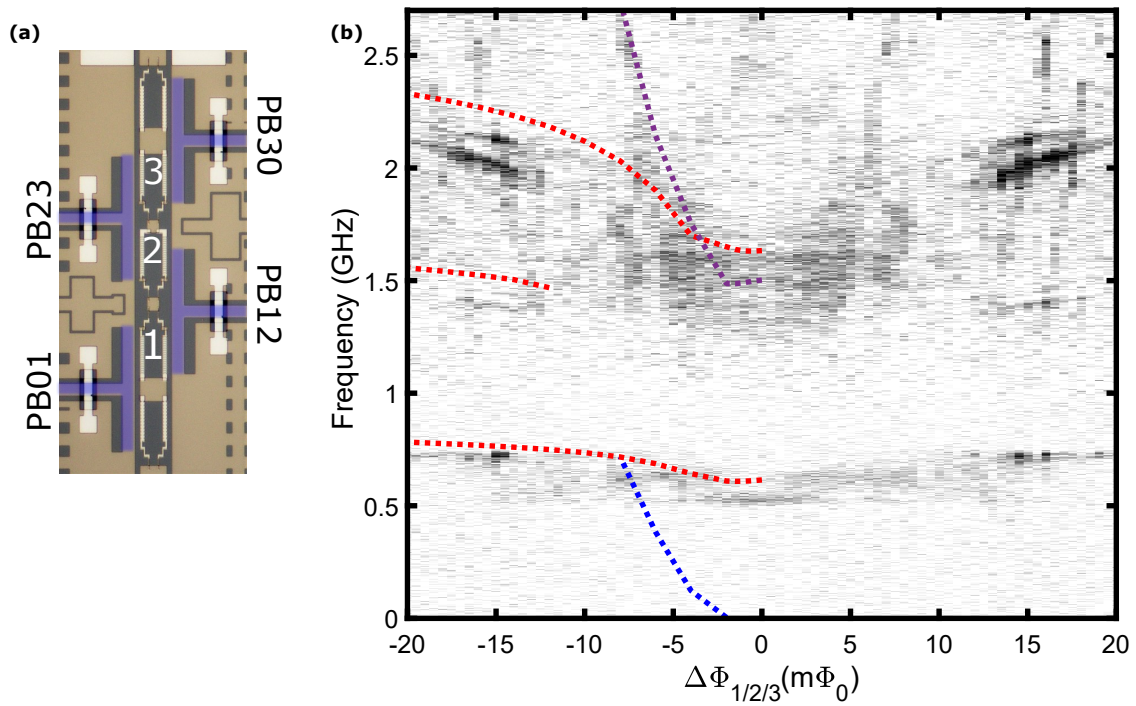 (a)
PB30
3
PB23
2
PB12
1
PB01
(b)
Frequency (GHz)
2.5
2
1.5
1
0.5
0
-20 -15 -10 -5 0 5 10 15 20
ΔΦ1/2/3(mΦ0)